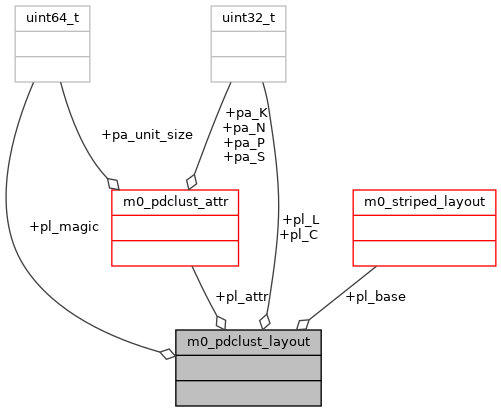 uint64_t
uint32_t
+pa_unit_size
+pa_K
+pa_N
+pa_P
+pa_S
m0_pdclust_attr
m0_striped_layout
+pl_magic
+pl_L
+pl_C
+pl_attr
+pl_base
m0_pdclust_layout